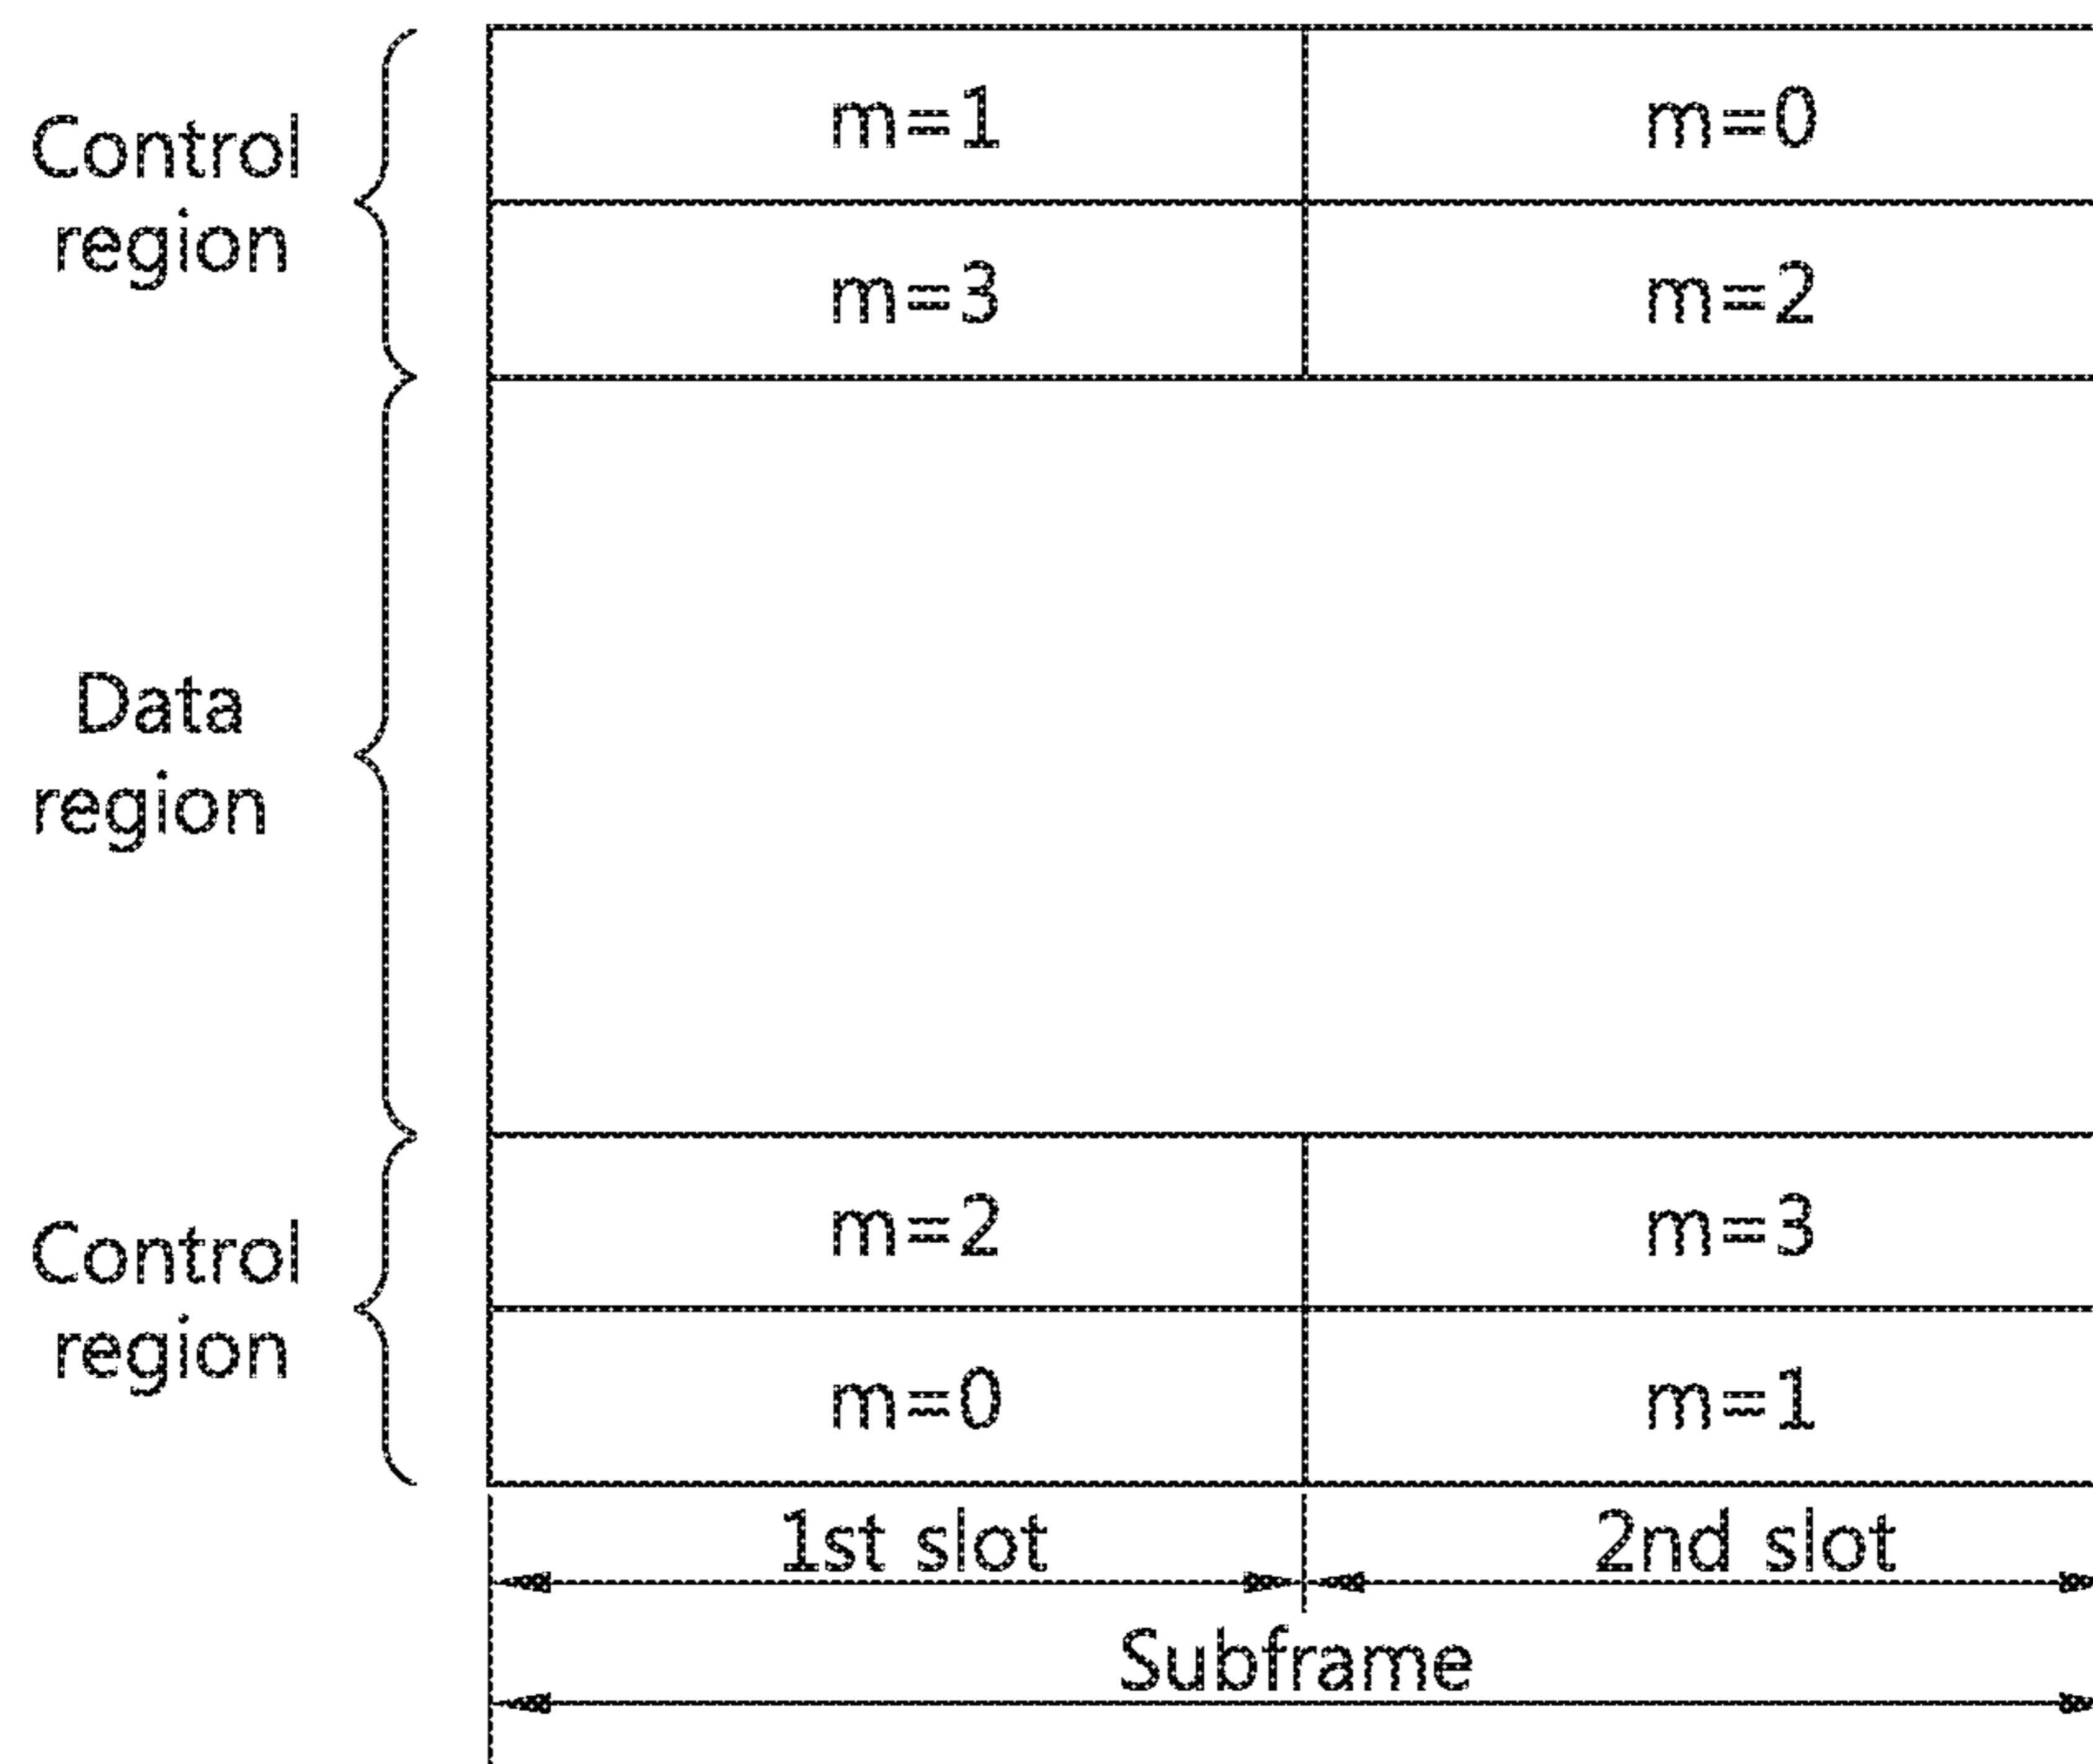 Control
region
m=1
m=0
m=3
m=2
Data
region
Control
region
m=2
m=3
m=0
m=1
1st slot
2nd slot
Subframe